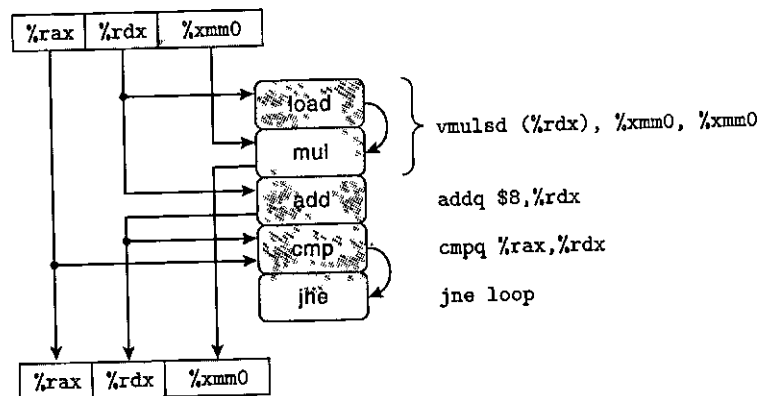 %rax %rdx %xmm0
load
mul
vmulsd (%rdx), %xmm0, %xmm0
add
addq $8,%rdx
cmp
cmpq %rax,%rdx
jne
jne loop
%rax %rdx %xmm0